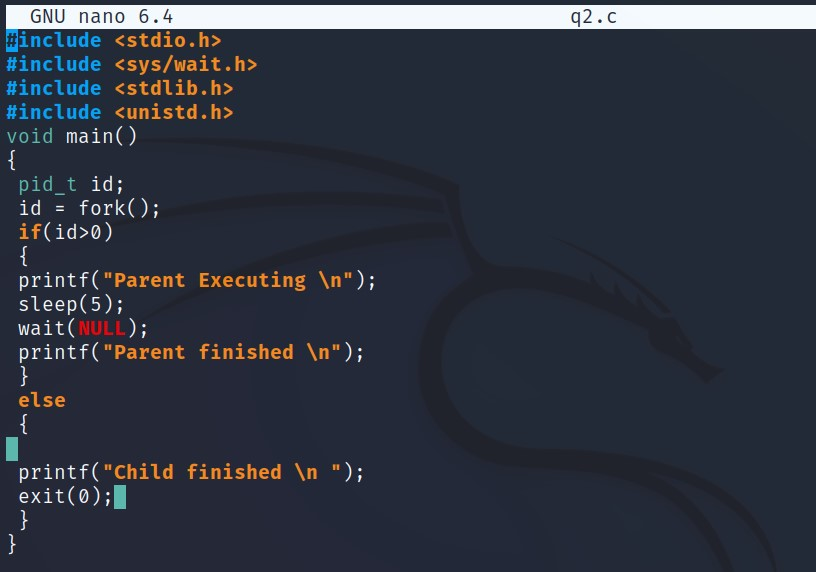 GNU nano 6.4 q2.c
#include <stdio.h>
#include <sys/wait.h>
#include <stdlib.h>
#include <unistd.h>
void main()
{
 pid_t id;
 id = fork();
 if(id>0)
 {
 printf("Parent Executing \n");
 sleep(5);
 wait(NULL);
 printf("Parent finished \n");
 }
 else
 {
 printf("Child finished \n ");
 exit(0);
 }
}